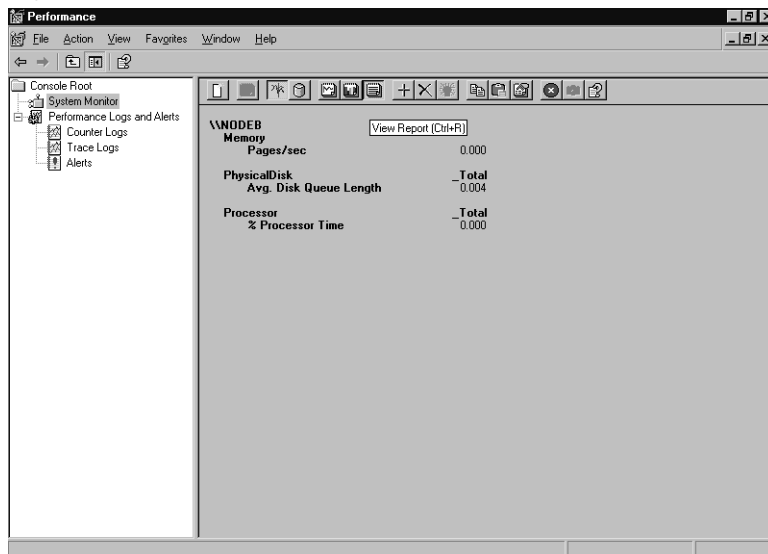 Performance
File Action View Favorites Window Help
Console Root
System Monitor
Performance Logs and Alerts
Counter Logs
Trace Logs
Alerts
\\NODEB
View Report (Ctrl+R)
Memory
Pages/sec 0.000
PhysicalDisk _Total
Avg. Disk Queue Length 0.004
Processor _Total
% Processor Time 0.000